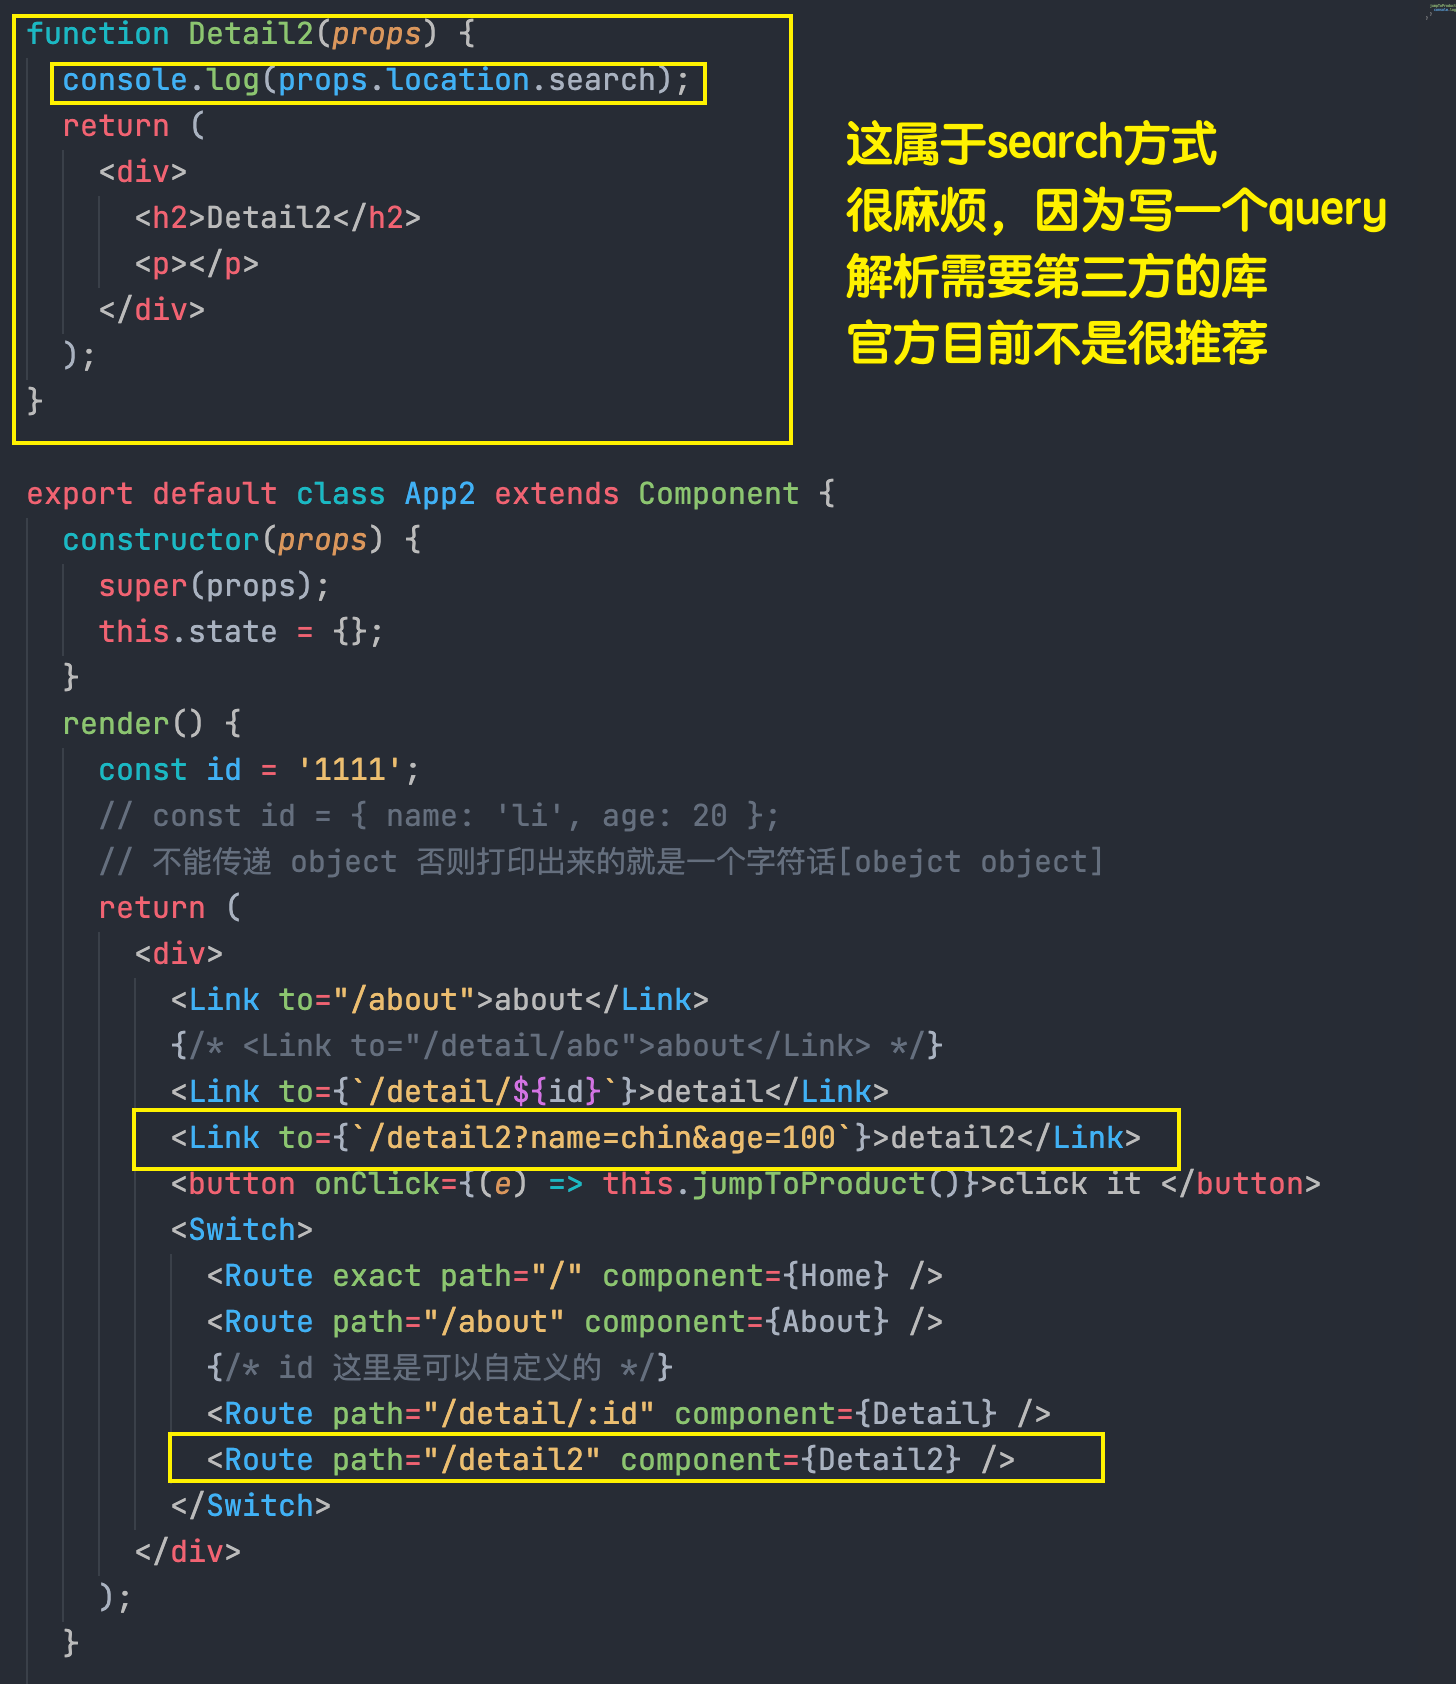 function Detail2(props) {
  console.log(props.location.search);
  return (
    <div>
      <h2>Detail2</h2>
      <p></p>
    </div>
  );
}
这属于search方式
很麻烦，因为写一个query
解析需要第三方的库
官方目前不是很推荐
export default class App2 extends Component {
  constructor(props) {
    super(props);
    this.state = {};
  }
  render() {
    const id = '1111';
    // const id = { name: 'li', age: 20 };
    // 不能传递 object 否则打印出来的就是一个字符话[obejct object]
    return (
      <div>
        <Link to="/about">about</Link>
        {/* <Link to="/detail/abc">about</Link> */}
        <Link to={`/detail/${id}`}>detail</Link>
        <Link to={`/detail2?name=chin&age=100`}>detail2</Link>
        <button onClick={(e) => this.jumpToProduct()}>click it </button>
        <Switch>
          <Route exact path="/" component={Home} />
          <Route path="/about" component={About} />
          {/* id 这里是可以自定义的 */}
          <Route path="/detail/:id" component={Detail} />
          <Route path="/detail2" component={Detail2} />
        </Switch>
      </div>
    );
  }